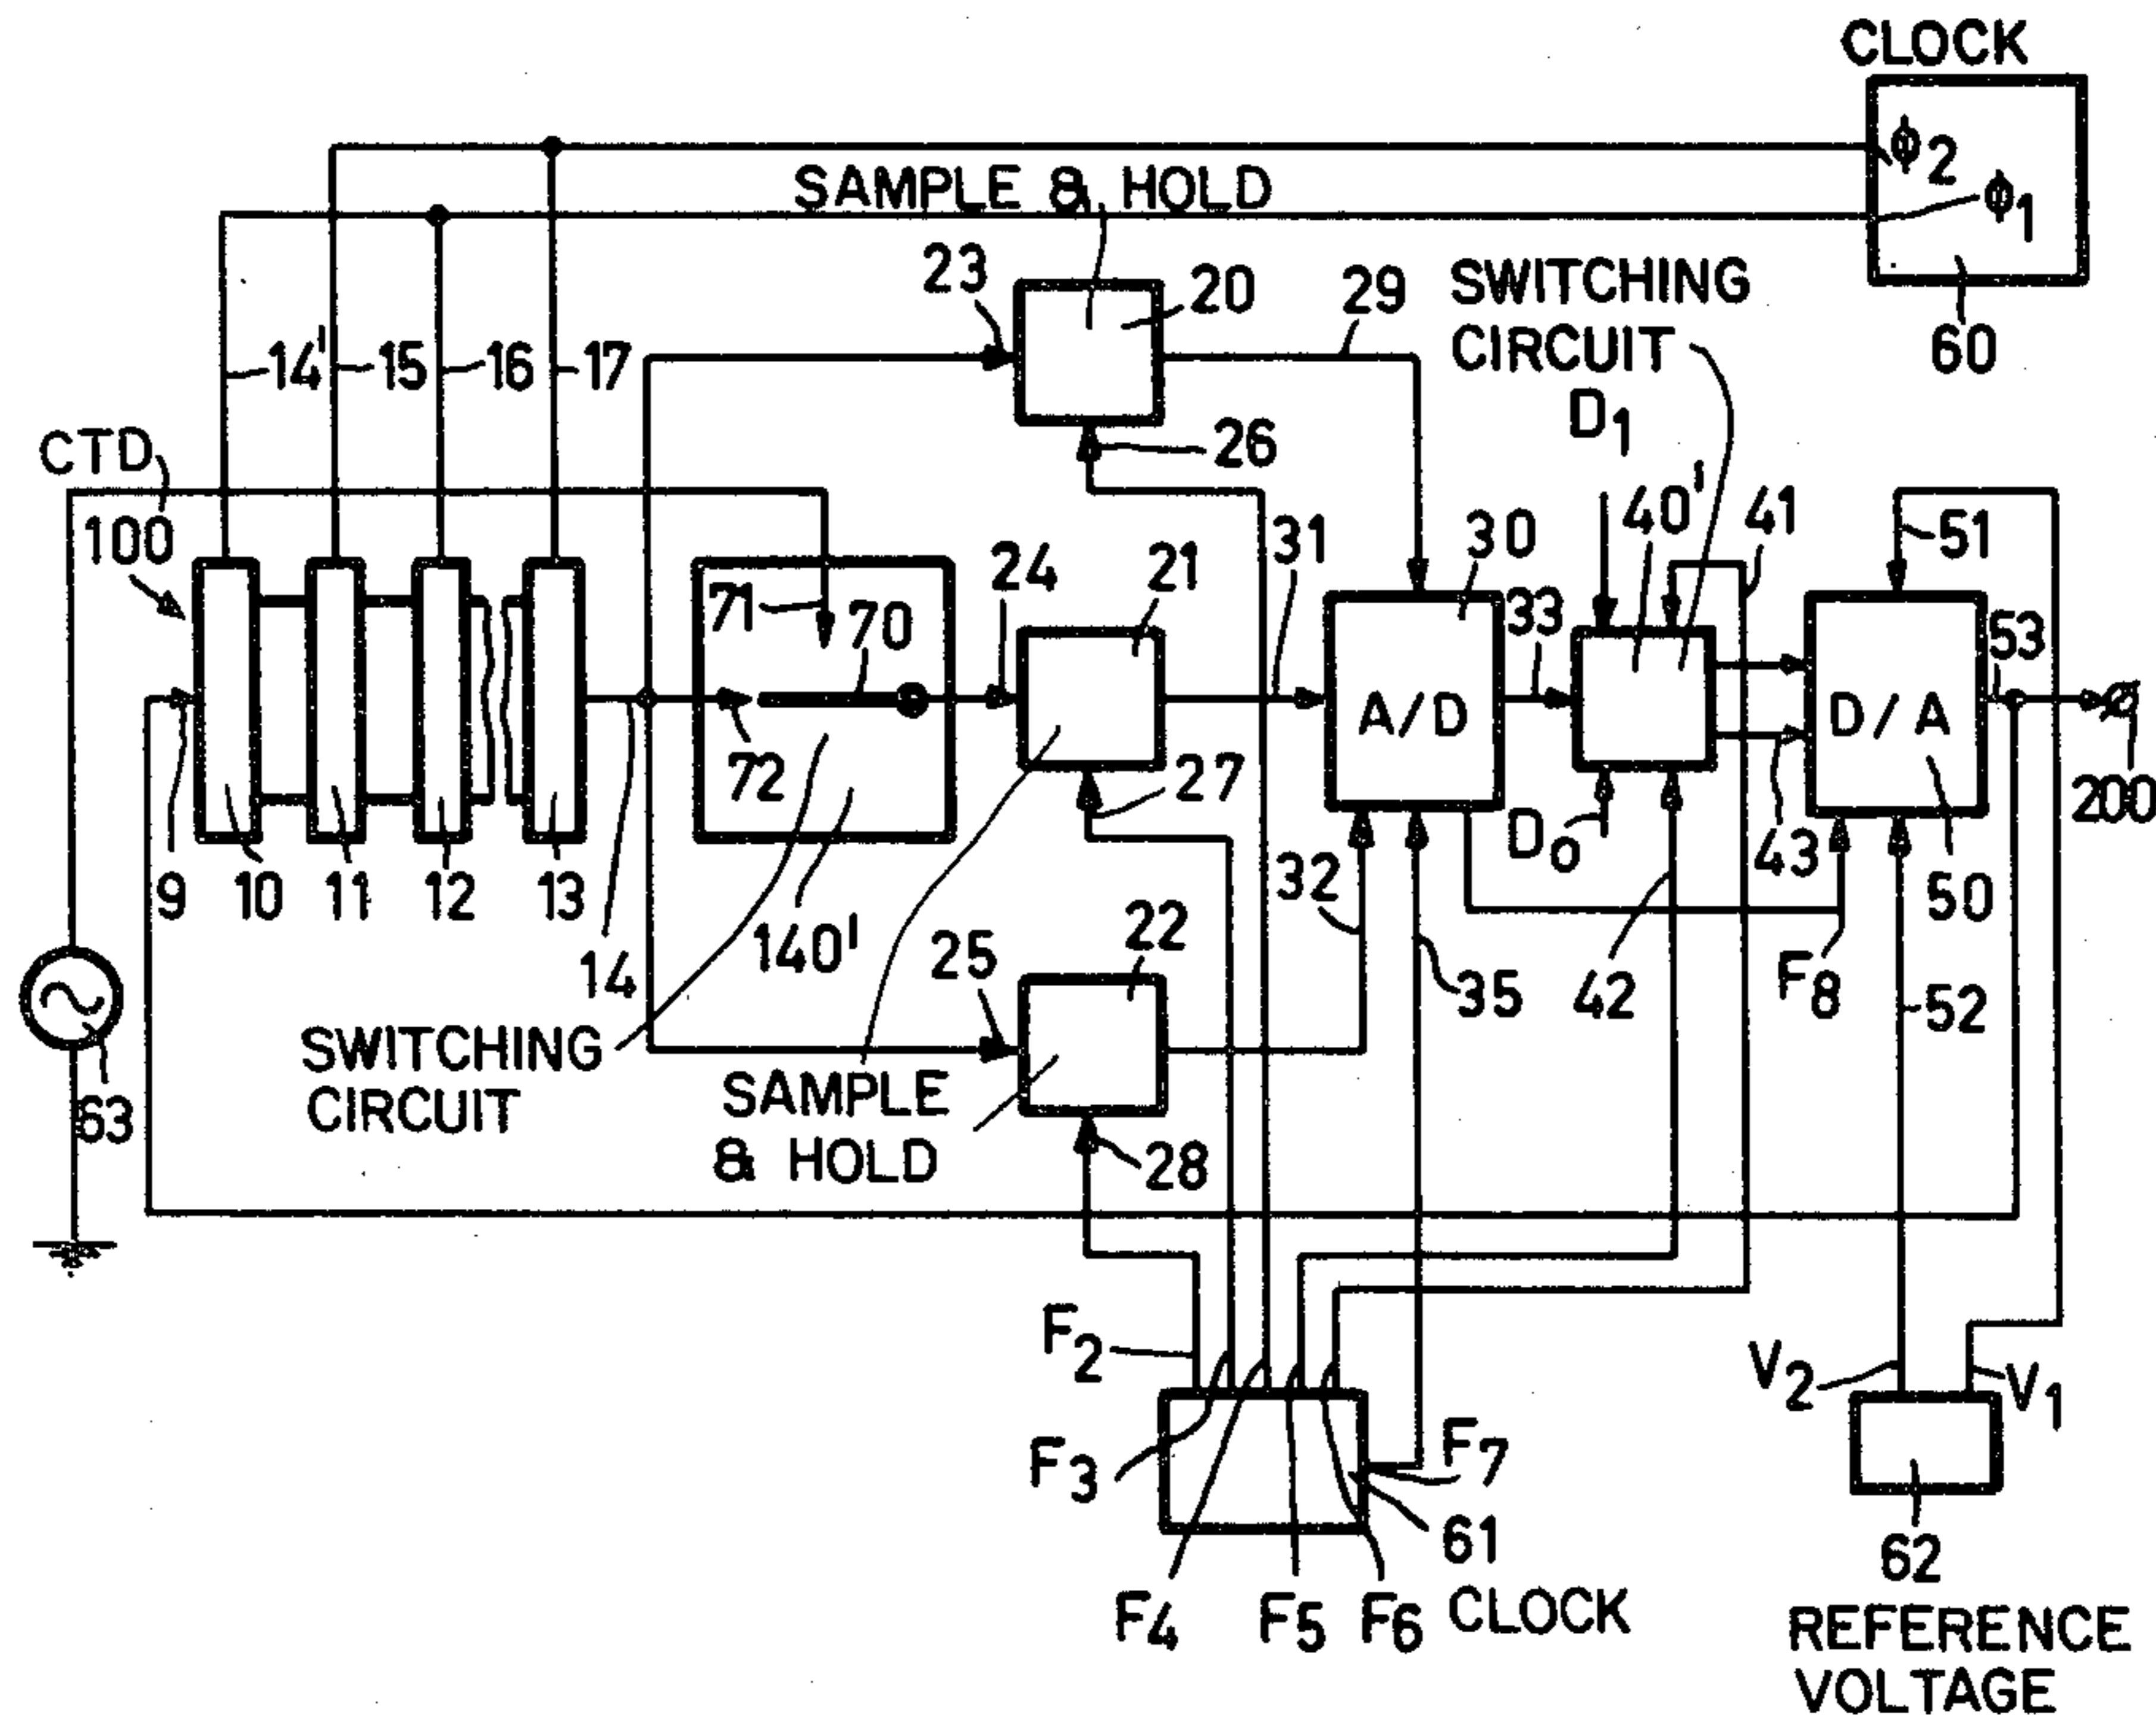 CLOCK
ϕ2
SAMPLE & HOLD
ϕ1
23
20
29
SWITCHING
CIRCUIT
60
14'
15
16
17
D1
26
CTD
100
40'
41
24
21
31
30
51
71
70
33
53
A/D
D/A
72
27
200
D0
43
9
10
11
12
13
32
50
140'
22
14
25
35
42
F8
52
SWITCHING
CIRCUIT
63
SAMPLE
& HOLD
28
F2
V2
V1
F3
F7
61
62
F4
F5
F6
CLOCK
REFERENCE
VOLTAGE